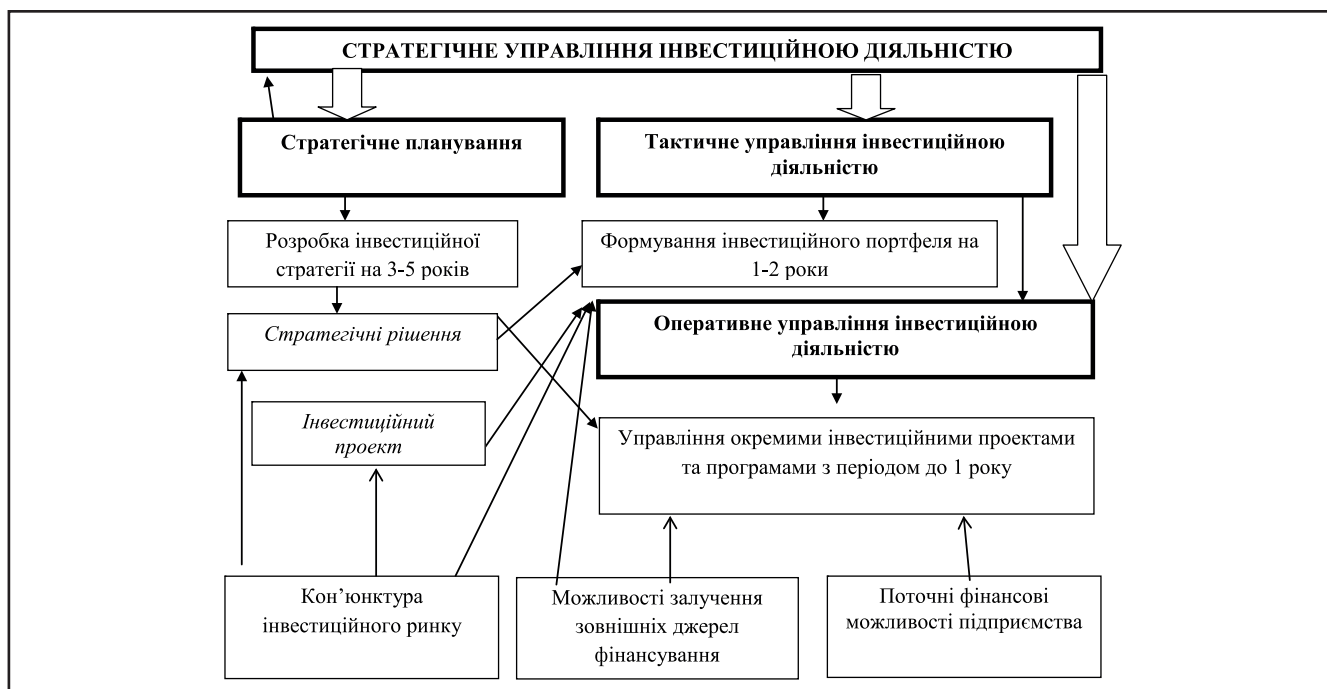 СТРАТЕГІЧНЕ УПРАВЛІННЯ ІНВЕСТИЦІЙНОЮ ДІЯЛЬНІСТЮ
Стратегічне планування
Тактичне управління інвестиційною
діяльністю
Розробка інвестиційної
стратегії на 3-5 років
Формування інвестиційного портфеля на
1-2 роки
Стратегічні рішення
Оперативне управління інвестиційною
діяльністю
Інвестиційний
проект
Управління окремими інвестиційними проектами
та програмами з періодом до 1 року
Кон’юнктура
інвестиційного ринку
Можливості залучення
зовнішніх джерел
фінансування
Поточні фінансові
можливості підприємства